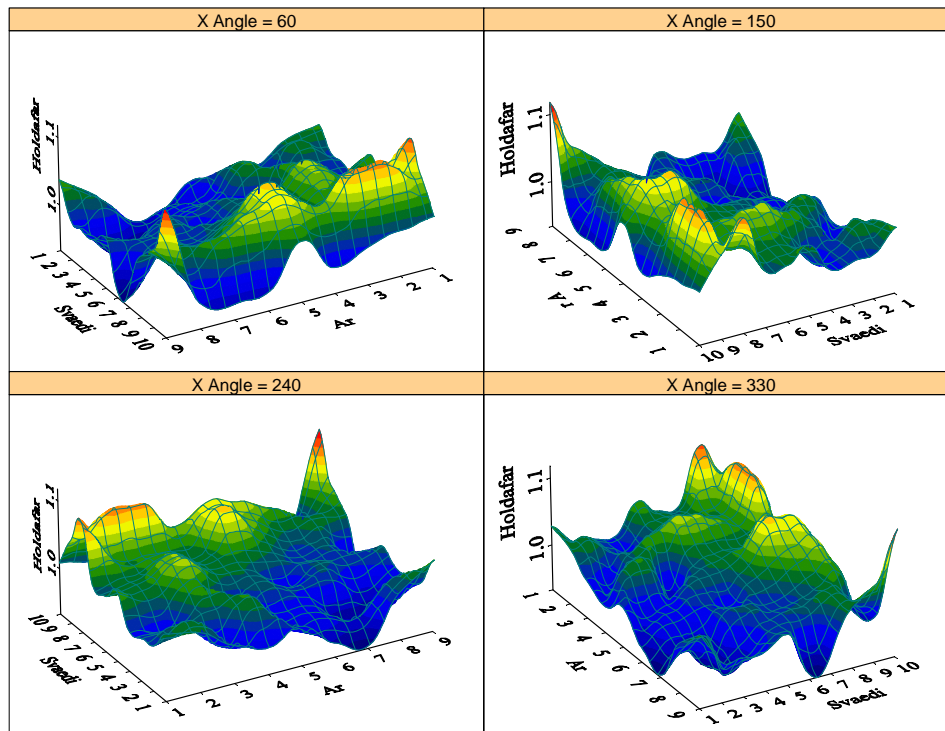 X Angle = 60
Holdafar
1.1
1.0
1 2 3 4 5 6 7 8 9 10
Svaedi
9 8 7 6 5 4 3 2 1
Ar
X Angle = 150
Holdafar
1.1
1.0
9 8 7 6 5 4 3 2 1
Ar
10 9 8 7 6 5 4 3 2 1
Svaedi
X Angle = 240
Holdafar
1.1
1.0
10 9 8 7 6 5 4 3 2 1
Svaedi
1 2 3 4 5 6 7 8 9
Ar
X Angle = 330
Holdafar
1.1
1.0
1 2 3 4 5 6 7 8 9
Ar
1 2 3 4 5 6 7 8 9 10
Svaedi